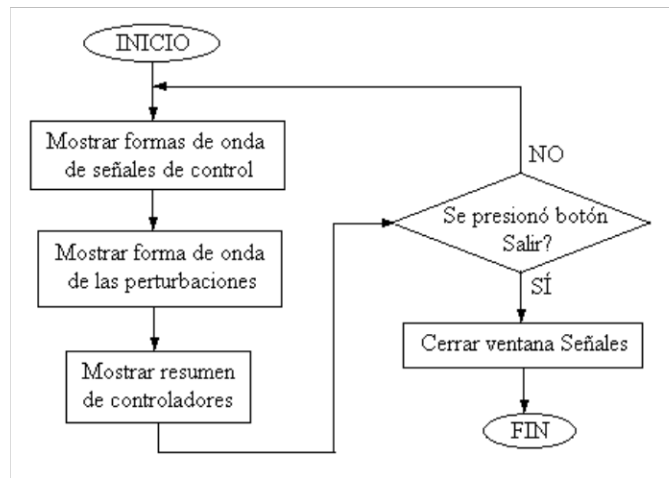 INICIO
Mostrar formas de onda
de señales de control
Mostrar forma de onda
de las perturbaciones
Mostrar resumen
de controladores
NO
Se presionó botón
Salir?
SÍ
Cerrar ventana Señales
FIN